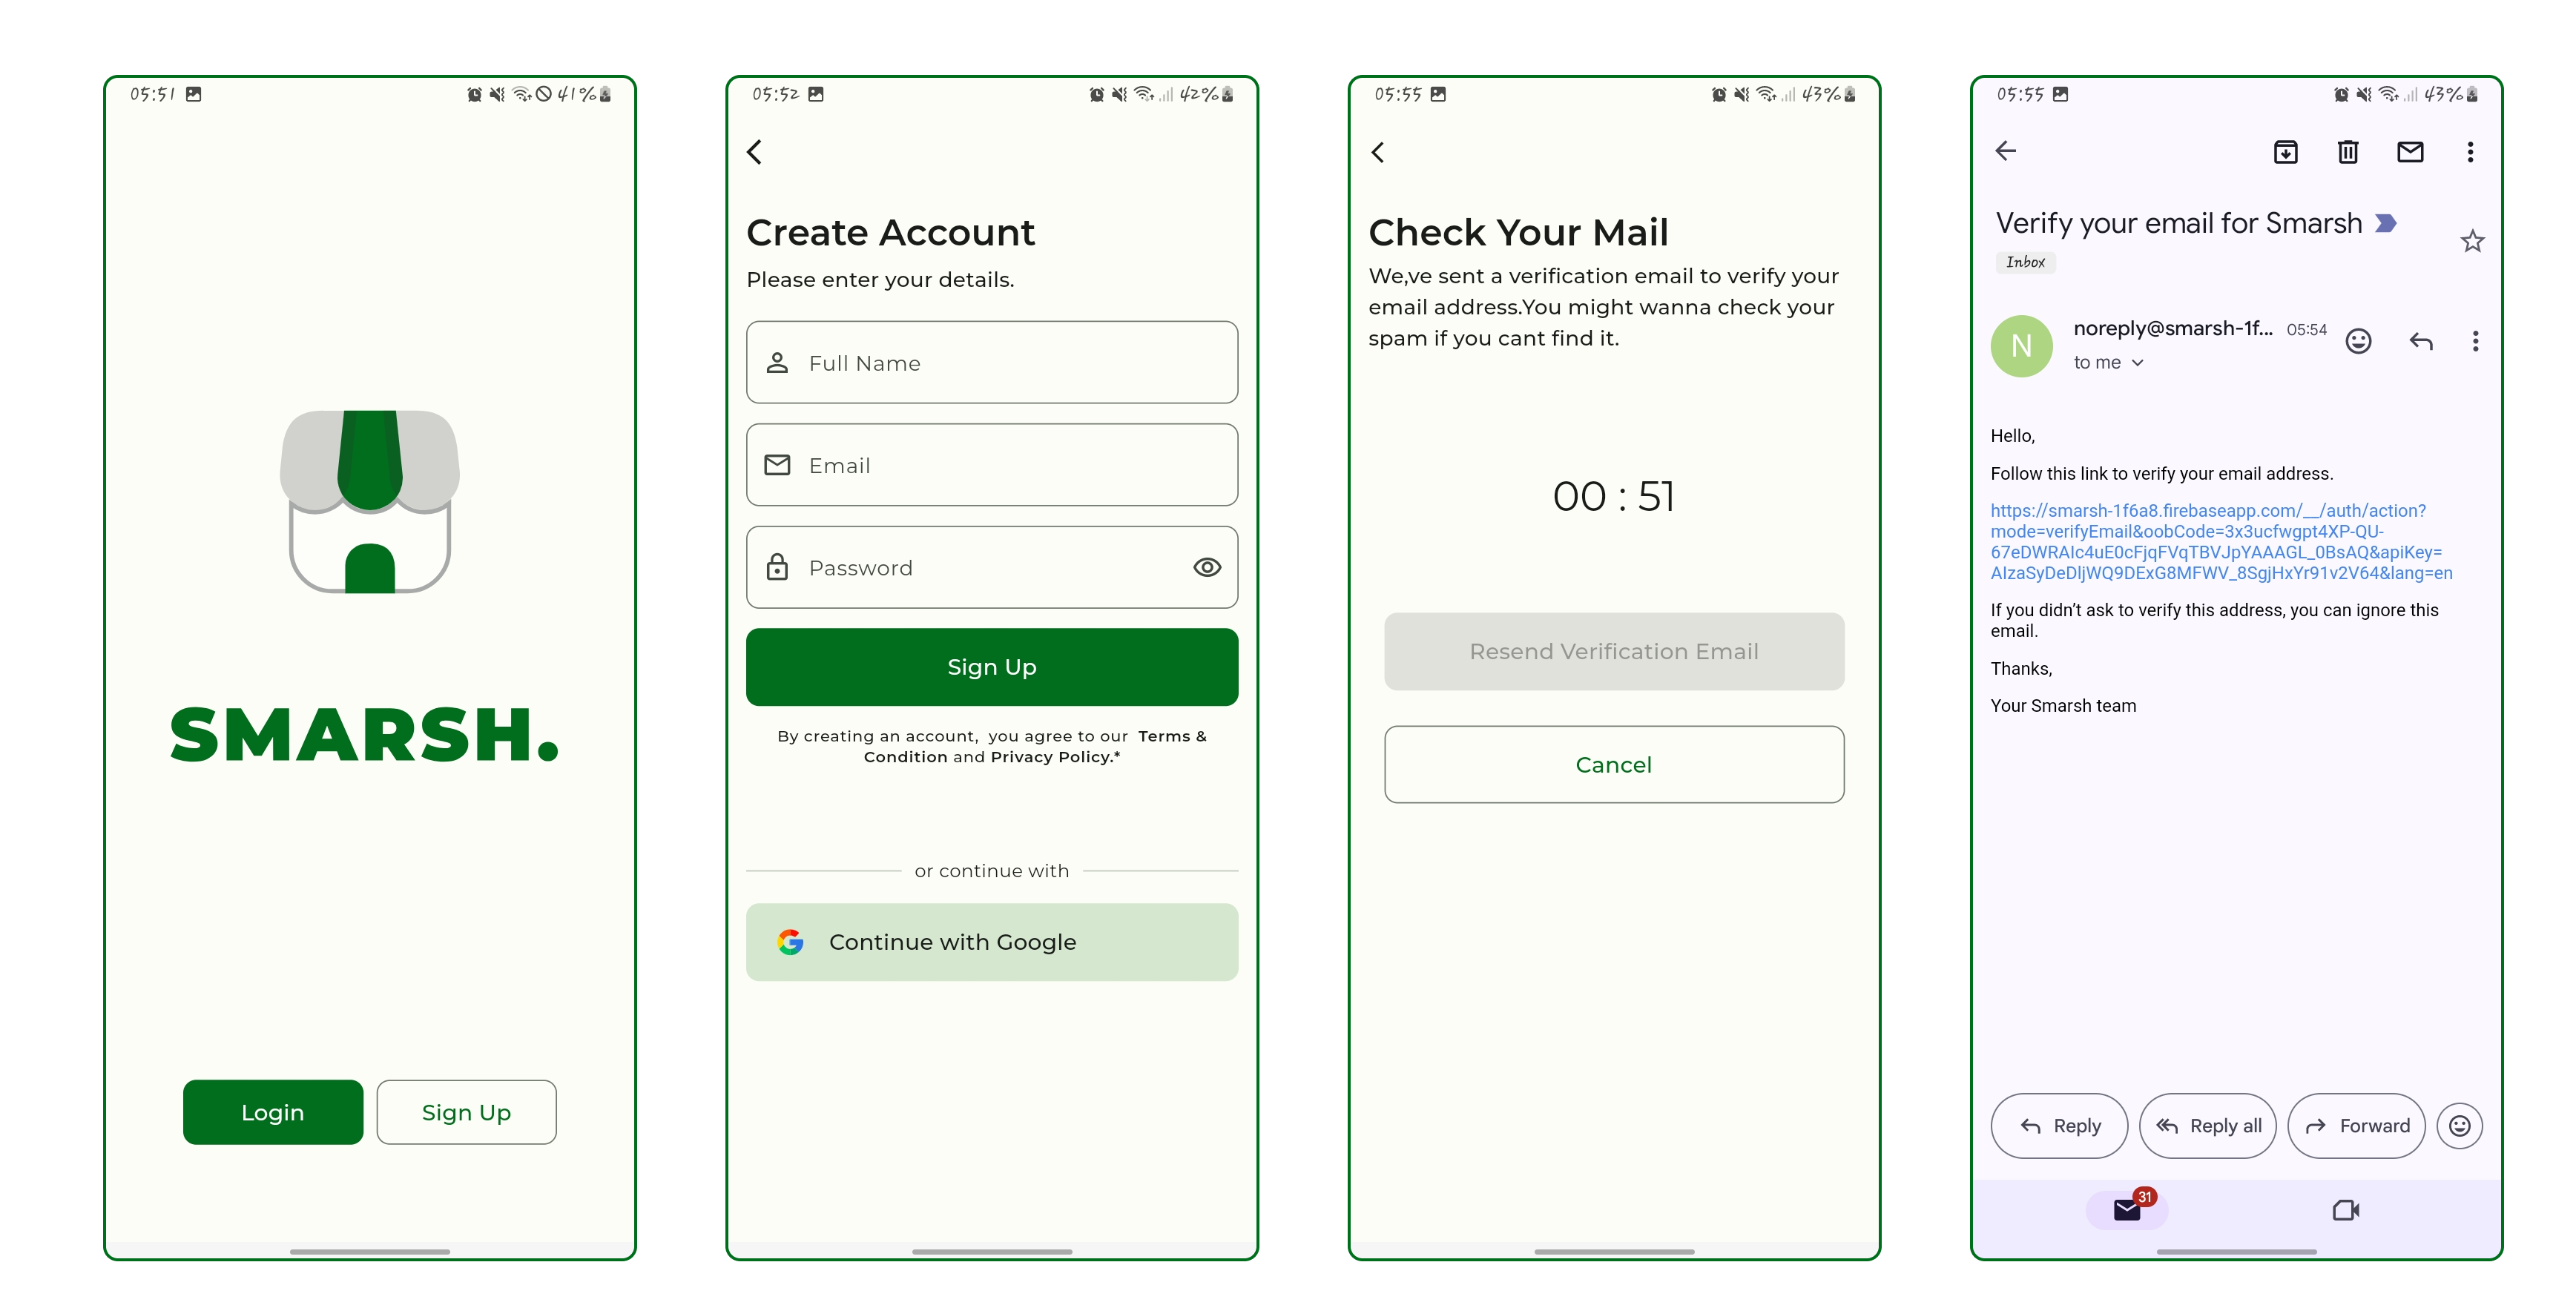 05:51
41%
SMARSH.
Login
Sign Up
05:52
42%
Create Account
Please enter your details.
Full Name
Email
Password
Sign Up
By creating an account,  you agree to our  Terms &
Condition and Privacy Policy.*
or continue with
Continue with Google
05:55
43%
Check Your Mail
We,ve sent a verification email to verify your
email address.You might wanna check your
spam if you cant find it.
00 : 51
Resend Verification Email
Cancel
05:55
43%
Verify your email for Smarsh
Inbox
N
noreply@smarsh-1f... 05:54
to me
Hello,
Follow this link to verify your email address.
https://smarsh-1f6a8.firebaseapp.com/__/auth/action?
mode=verifyEmail&oobCode=3x3ucfwgpt4XP-QU-
67eDWRAIc4uE0cFjqFVqTBVJpYAAAGL_0BsAQ&apiKey=
AIzaSyDeDljWQ9DExG8MFWV_8SgjHxYr91v2V64&lang=en
If you didn’t ask to verify this address, you can ignore this
email.
Thanks,
Your Smarsh team
Reply
Reply all
Forward
31